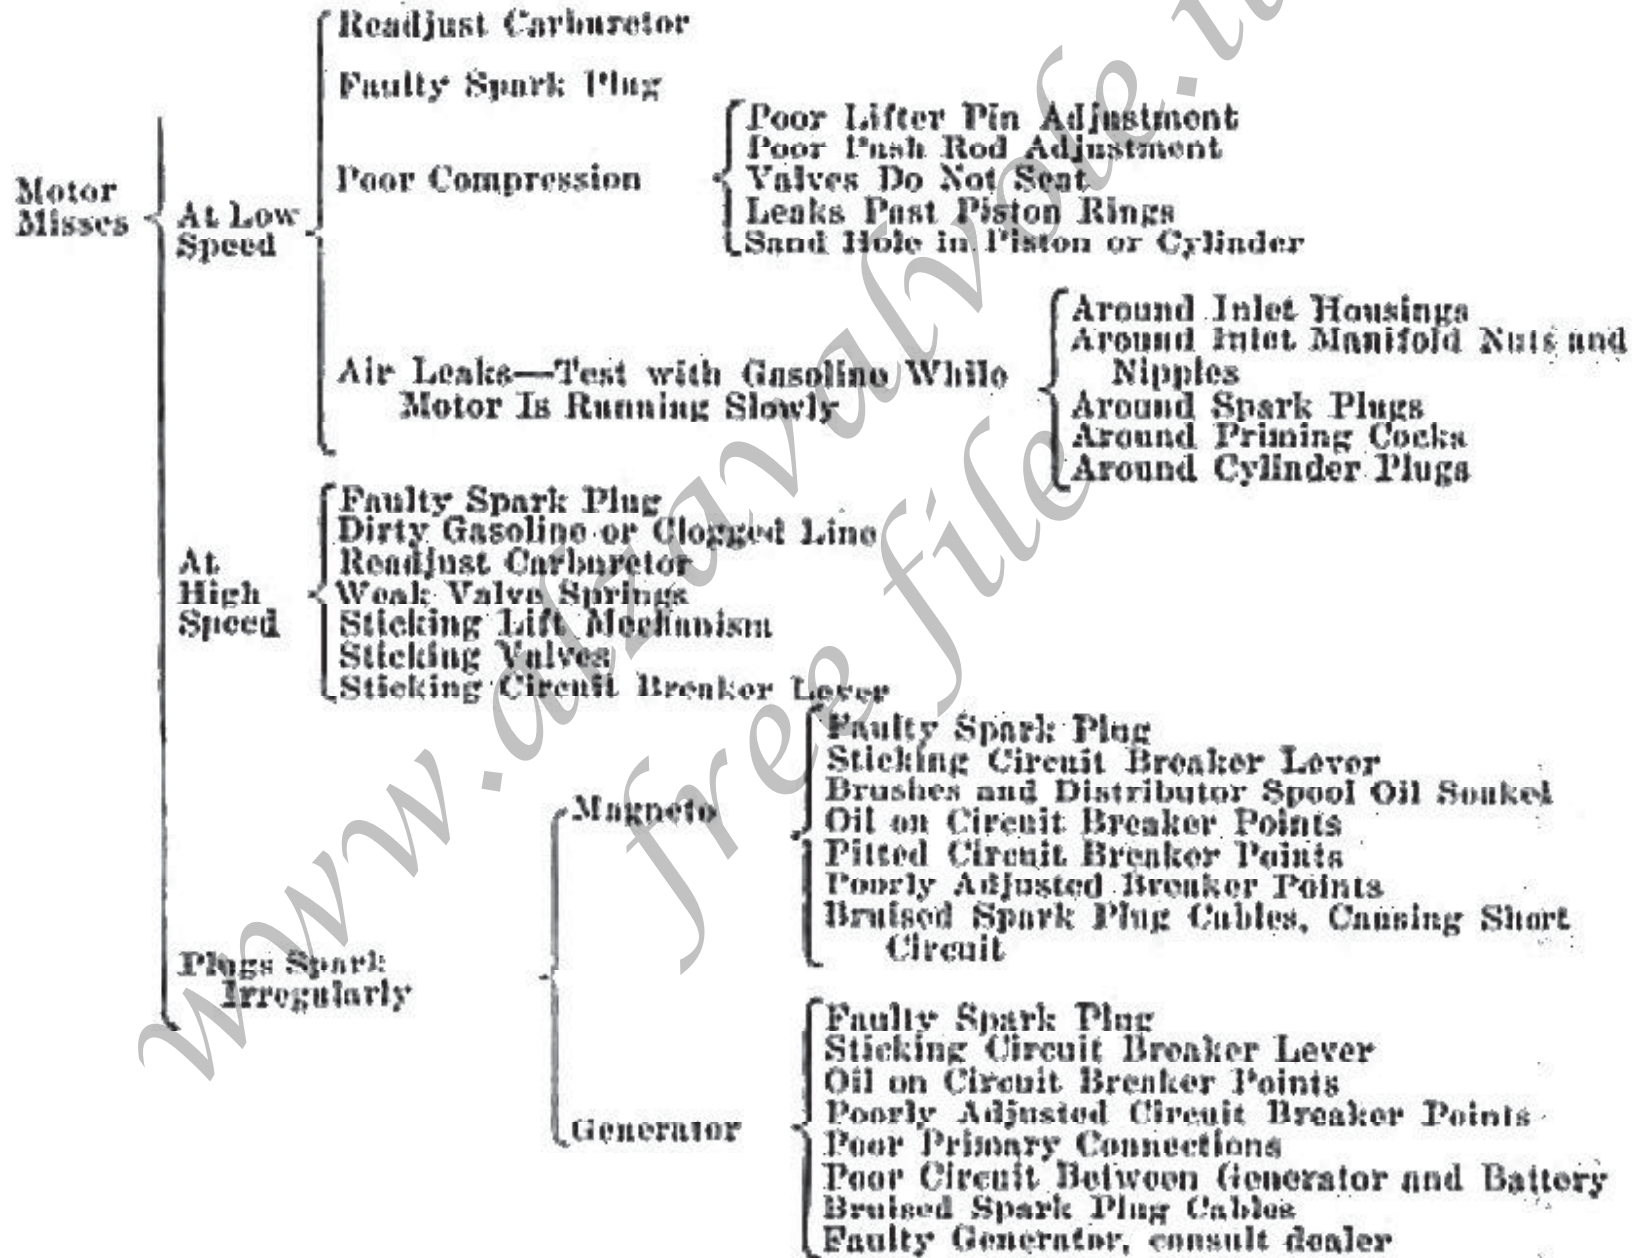 Motor
Misses
At Low
Speed
Readjust Carburetor
Faulty Spark Plug
Poor Compression
Poor Lifter Pin Adjustment
Poor Push Rod Adjustment
Valves Do Not Seat
Leaks Past Piston Rings
Sand Hole in Piston or Cylinder
Air Leaks—Test with Gasoline While
Motor Is Running Slowly
Around Inlet Housings
Around Inlet Manifold Nuts and
Nipples
Around Spark Plugs
Around Priming Cocks
Around Cylinder Plugs
At
High
Speed
Faulty Spark Plug
Dirty Gasoline or Clogged Line
Readjust Carburetor
Weak Valve Springs
Sticking Lift Mechanism
Sticking Valves
Sticking Circuit Breaker Lever
Plugs Spark
Irregularly
Magneto
Faulty Spark Plug
Sticking Circuit Breaker Lever
Brushes and Distributor Spool Oil Soaked
Oil on Circuit Breaker Points
Pitted Circuit Breaker Points
Poorly Adjusted Breaker Points
Bruised Spark Plug Cables, Causing Short
Circuit
Generator
Faulty Spark Plug
Sticking Circuit Breaker Lever
Oil on Circuit Breaker Points
Poorly Adjusted Circuit Breaker Points
Poor Primary Connections
Poor Circuit Between Generator and Battery
Bruised Spark Plug Cables
Faulty Generator, consult dealer
free file